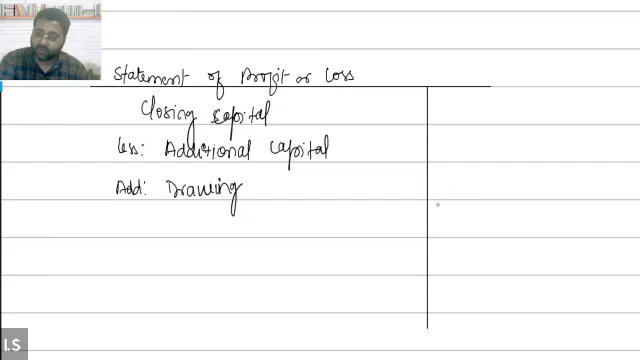 Statement of Profit or Loss
Closing capital
Less: Additional capital
Add: Drawing
I.S